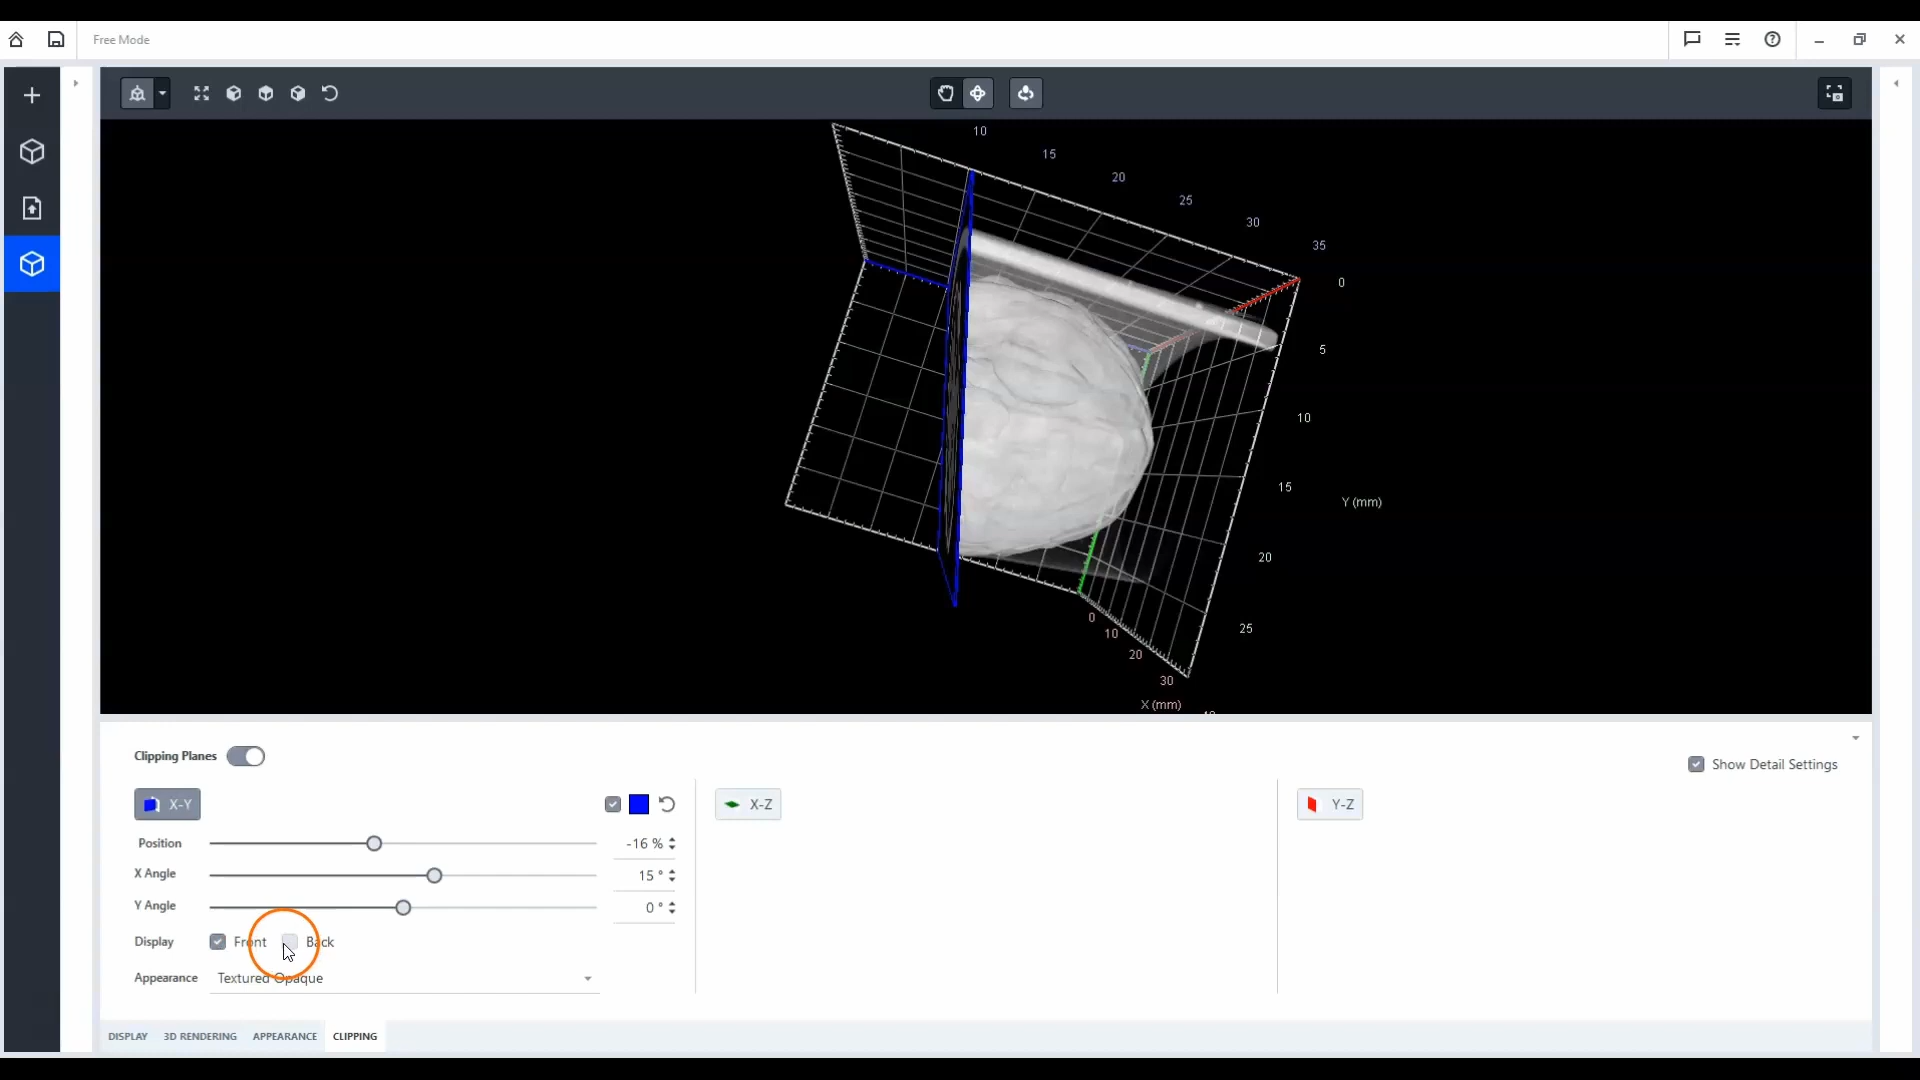 Free Mode
10
15
20
25
30
35
0
5
10
15
Y (mm)
20
25
0
10
20
30
X (mm)
Clipping Planes
Show Detail Settings
X-Y
X-Z
Y-Z
Position
-16 %
X Angle
15 °
Y Angle
0 °
Display
Front
Back
Appearance
Textured Opaque
DISPLAY
3D RENDERING
APPEARANCE
CLIPPING